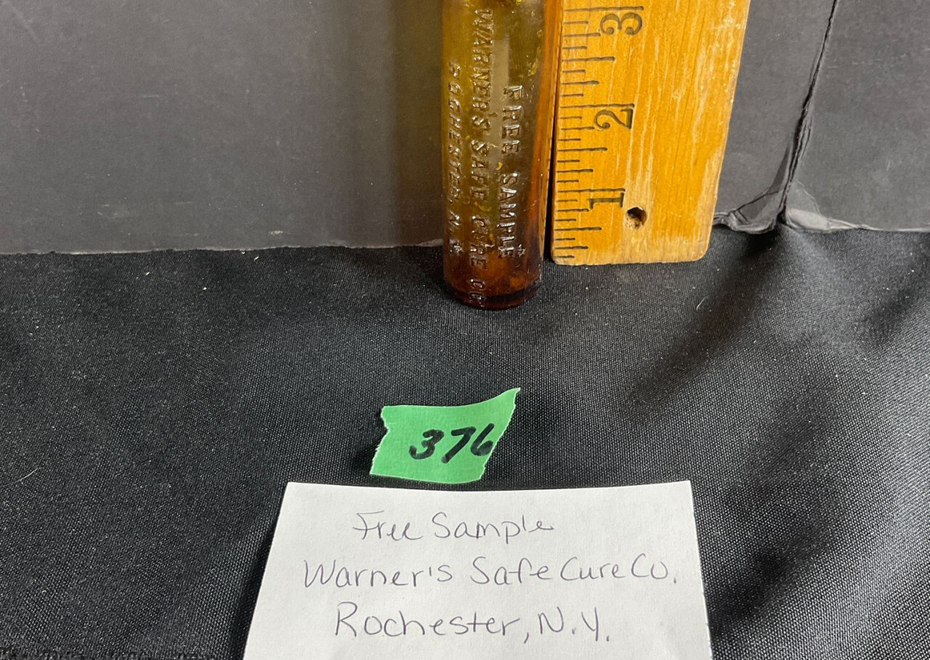 FREE SAMPLE
WARNER'S SAFE CURE CO.
ROCHESTER, N.Y.
3
2
1
376
Free Sample
Warner's Safe Cure Co.
Rochester, N.Y.